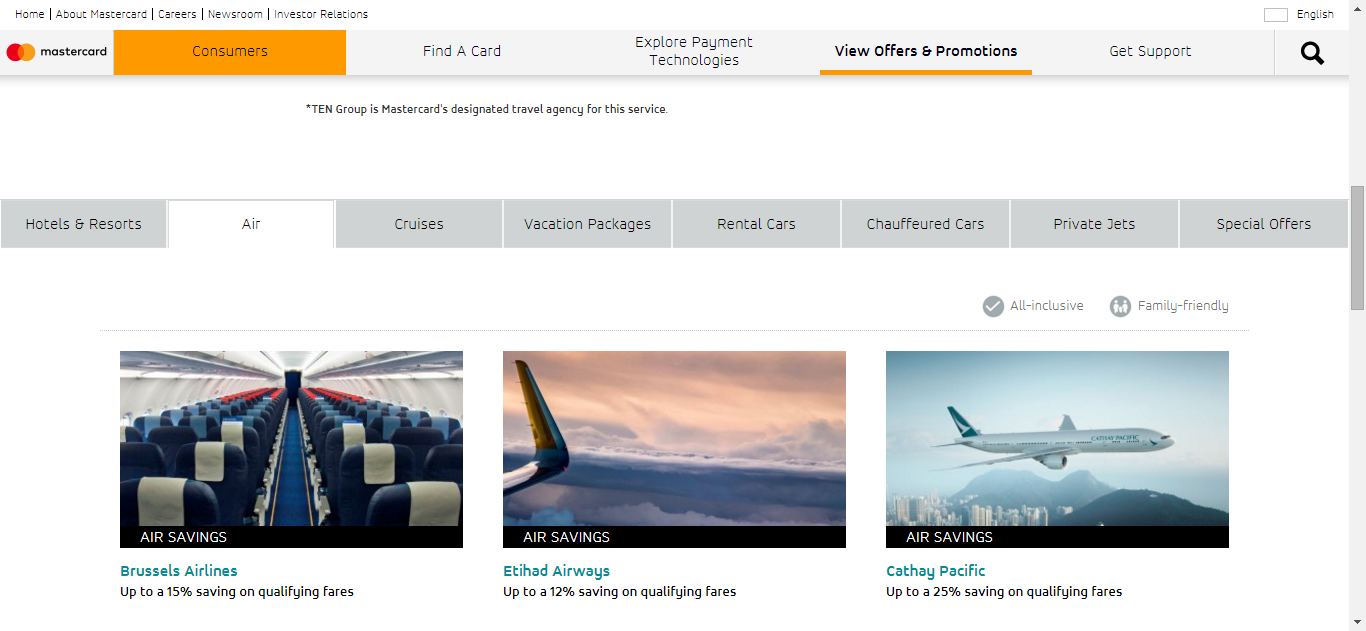 Home | About Mastercard | Careers | Newsroom | Investor Relations
English
mastercard
Consumers
Find A Card
Explore Payment
Technologies
View Offers & Promotions
Get Support
*TEN Group is Mastercard's designated travel agency for this service.
Hotels & Resorts
Air
Cruises
Vacation Packages
Rental Cars
Chauffeured Cars
Private Jets
Special Offers
All-inclusive
Family-friendly
CATHAY PACIFIC
AIR SAVINGS
AIR SAVINGS
AIR SAVINGS
Brussels Airlines
Etihad Airways
Cathay Pacific
Up to a 15% saving on qualifying fares
Up to a 12% saving on qualifying fares
Up to a 25% saving on qualifying fares